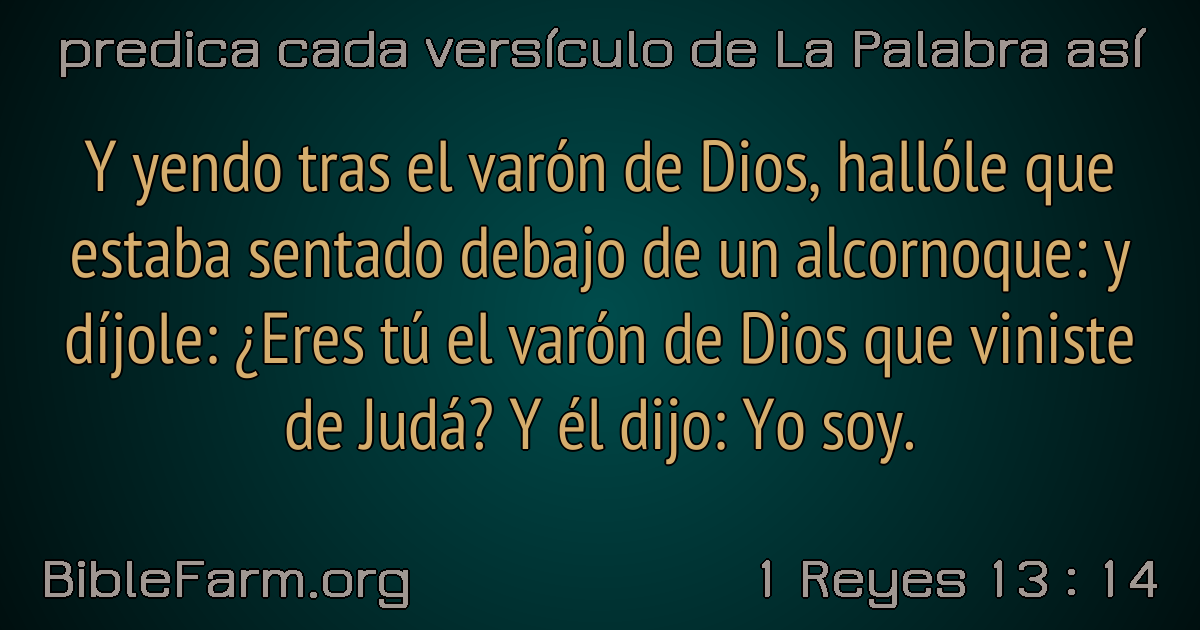 predica cada versículo de La Palabra así
Y yendo tras el varón de Dios, hallóle que
estaba sentado debajo de un alcornoque: y
díjole: ¿Eres tú el varón de Dios que viniste
de Judá? Y él dijo: Yo soy.
BibleFarm.org
1 Reyes 13 : 14